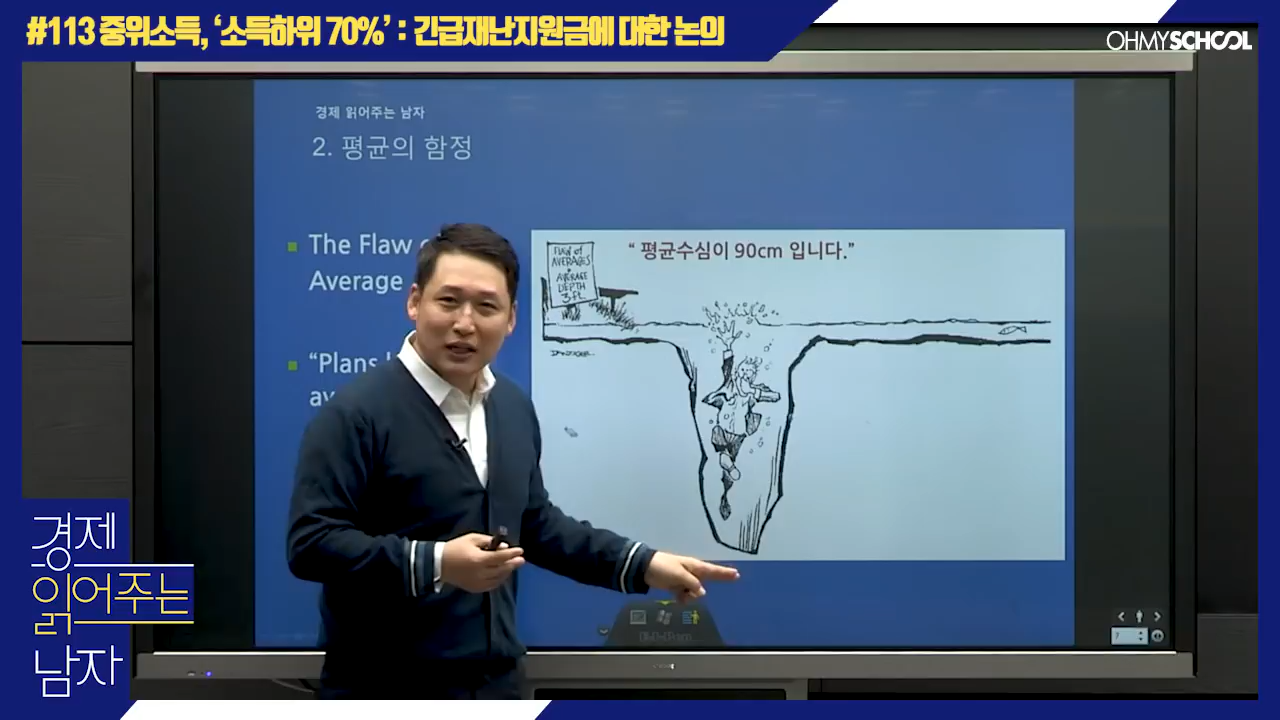 #113 중위소득, ‘소득하위 70%’ : 긴급재난지원금에 대한 논의
OHMYSCHOOL
경제 읽어주는 남자
2. 평균의 함정
The Flaw
Average
“Plans
“ 평균수심이 90cm 입니다.”
FLAW of
AVERAGES
AVERAGE
DEPTH
3 FT.
경제
읽어주는
남자